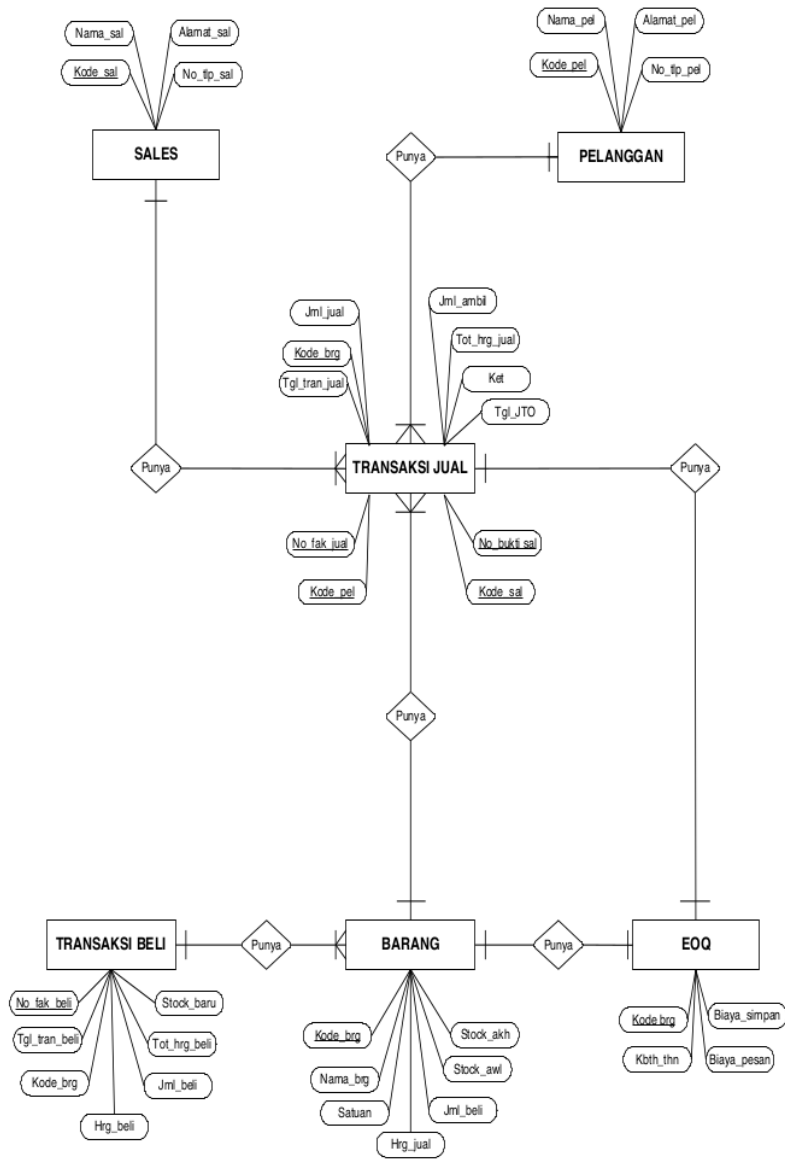 Nama_sal
Alamat_sal
Kode_sal
No_tlp_sal
SALES
Nama_pel
Alamat_pel
Kode_pel
No_tlp_pel
PELANGGAN
Punya
Jml_jual
Kode_brg
Tgl_tran_jual
Jml_ambil
Tot_hrg_jual
Ket
Tgl_JTO
Punya
TRANSAKSI JUAL
Punya
No_fak_jual
Kode_pel
No_bukti sal
Kode_sal
Punya
TRANSAKSI BELI
Punya
BARANG
Punya
EOQ
No_fak_beli
Stock_baru
Tgl_tran_beli
Tot_hrg_beli
Kode_brg
Jml_beli
Hrg_beli
Kode_brg
Stock_akh
Nama_brg
Stock_awl
Satuan
Jml_beli
Hrg_jual
Kode brg
Biaya_simpan
Kbth_thn
Biaya_pesan